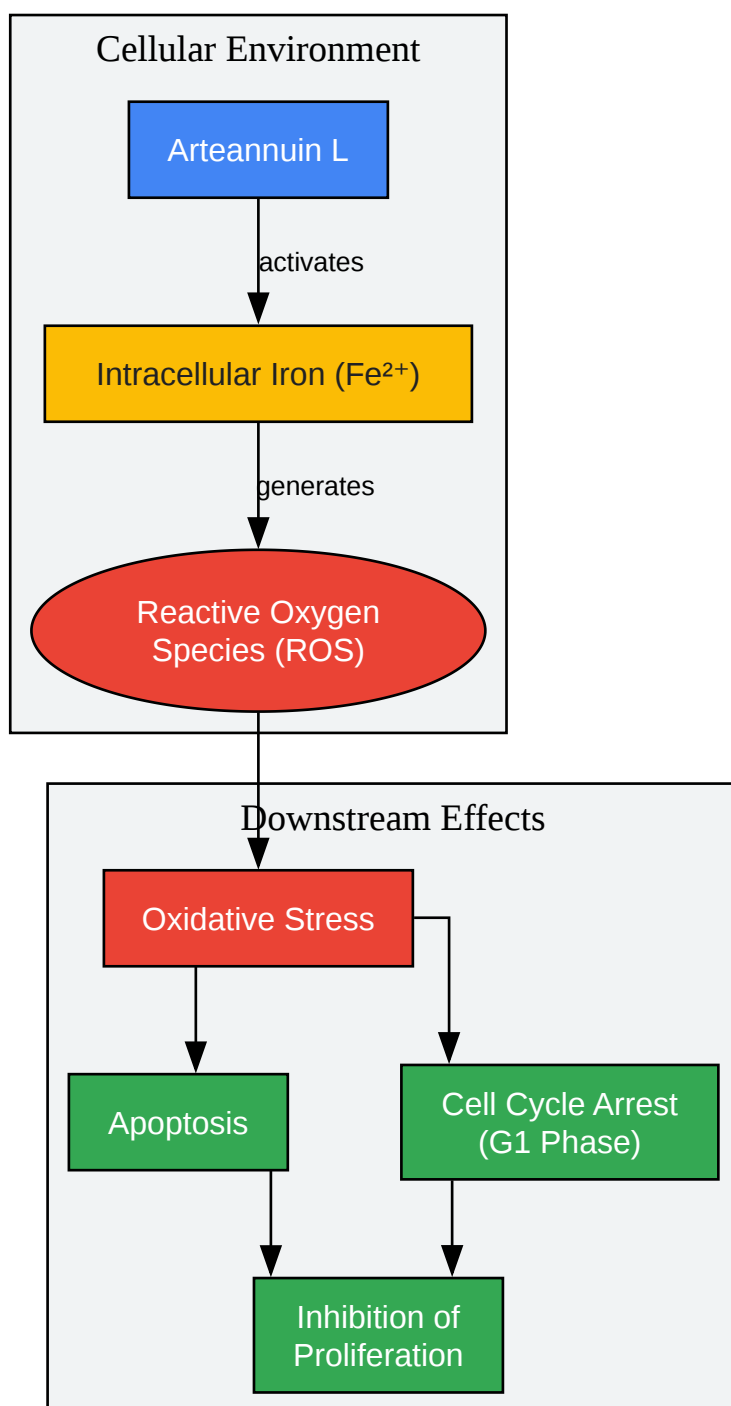 Cellular Environment
Arteannuin L
activates
Intracellular Iron (Fe²⁺)
generates
Reactive Oxygen
Species (ROS)
Downstream Effects
Oxidative Stress
Apoptosis
Cell Cycle Arrest
(G1 Phase)
Inhibition of
Proliferation